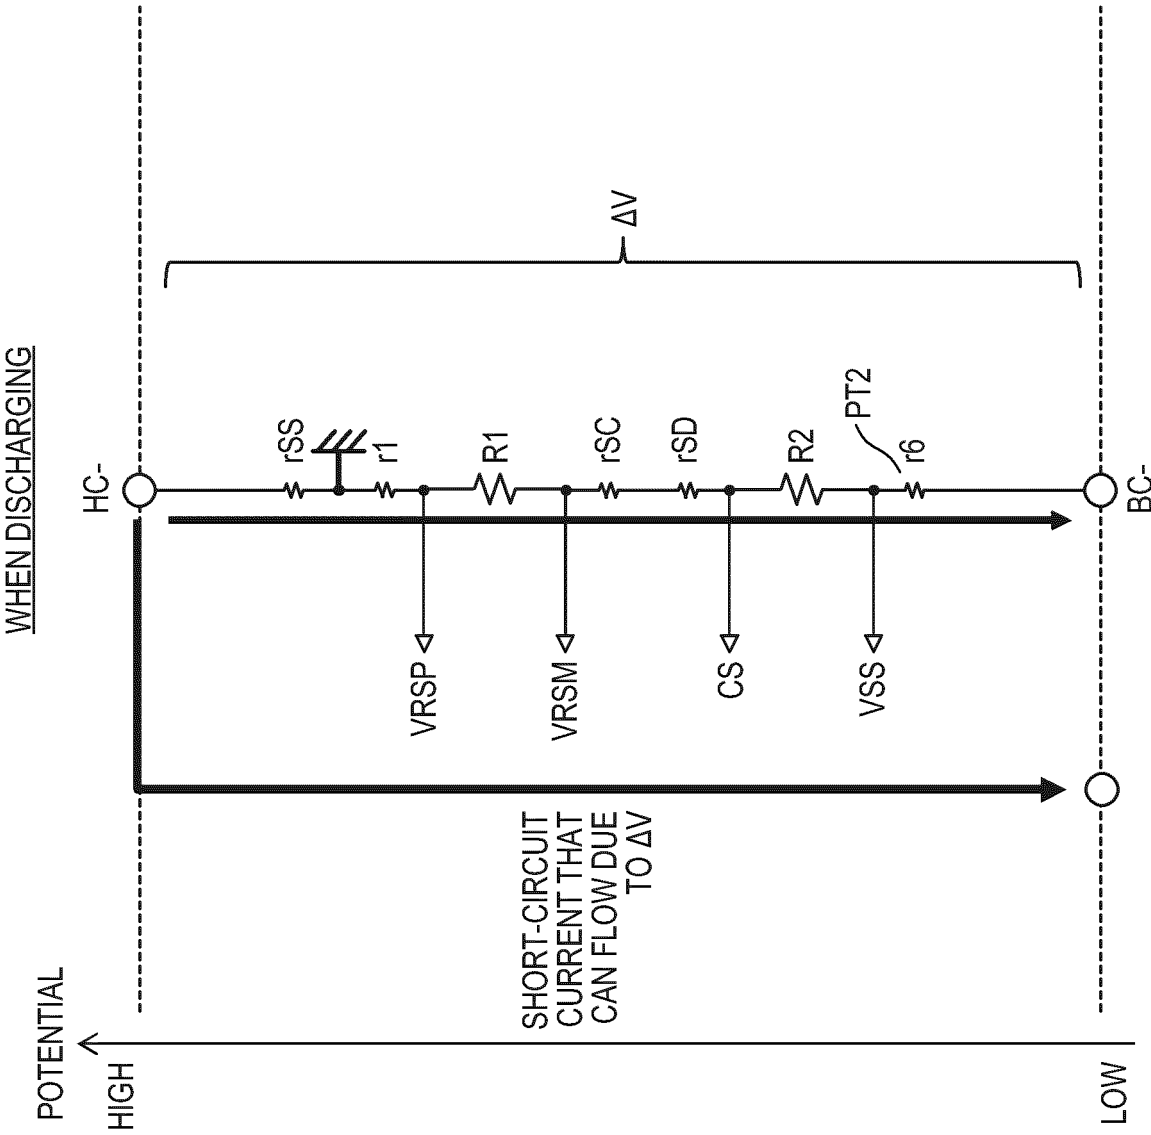 WHEN DISCHARGING
POTENTIAL
HIGH
LOW
HC-
rSS
r1
R1
rSC
rSD
R2
PT2
r6
BC-
ΔV
VRSP
VRSM
CS
VSS
SHORT-CIRCUIT
CURRENT THAT
CAN FLOW DUE
TO ΔV